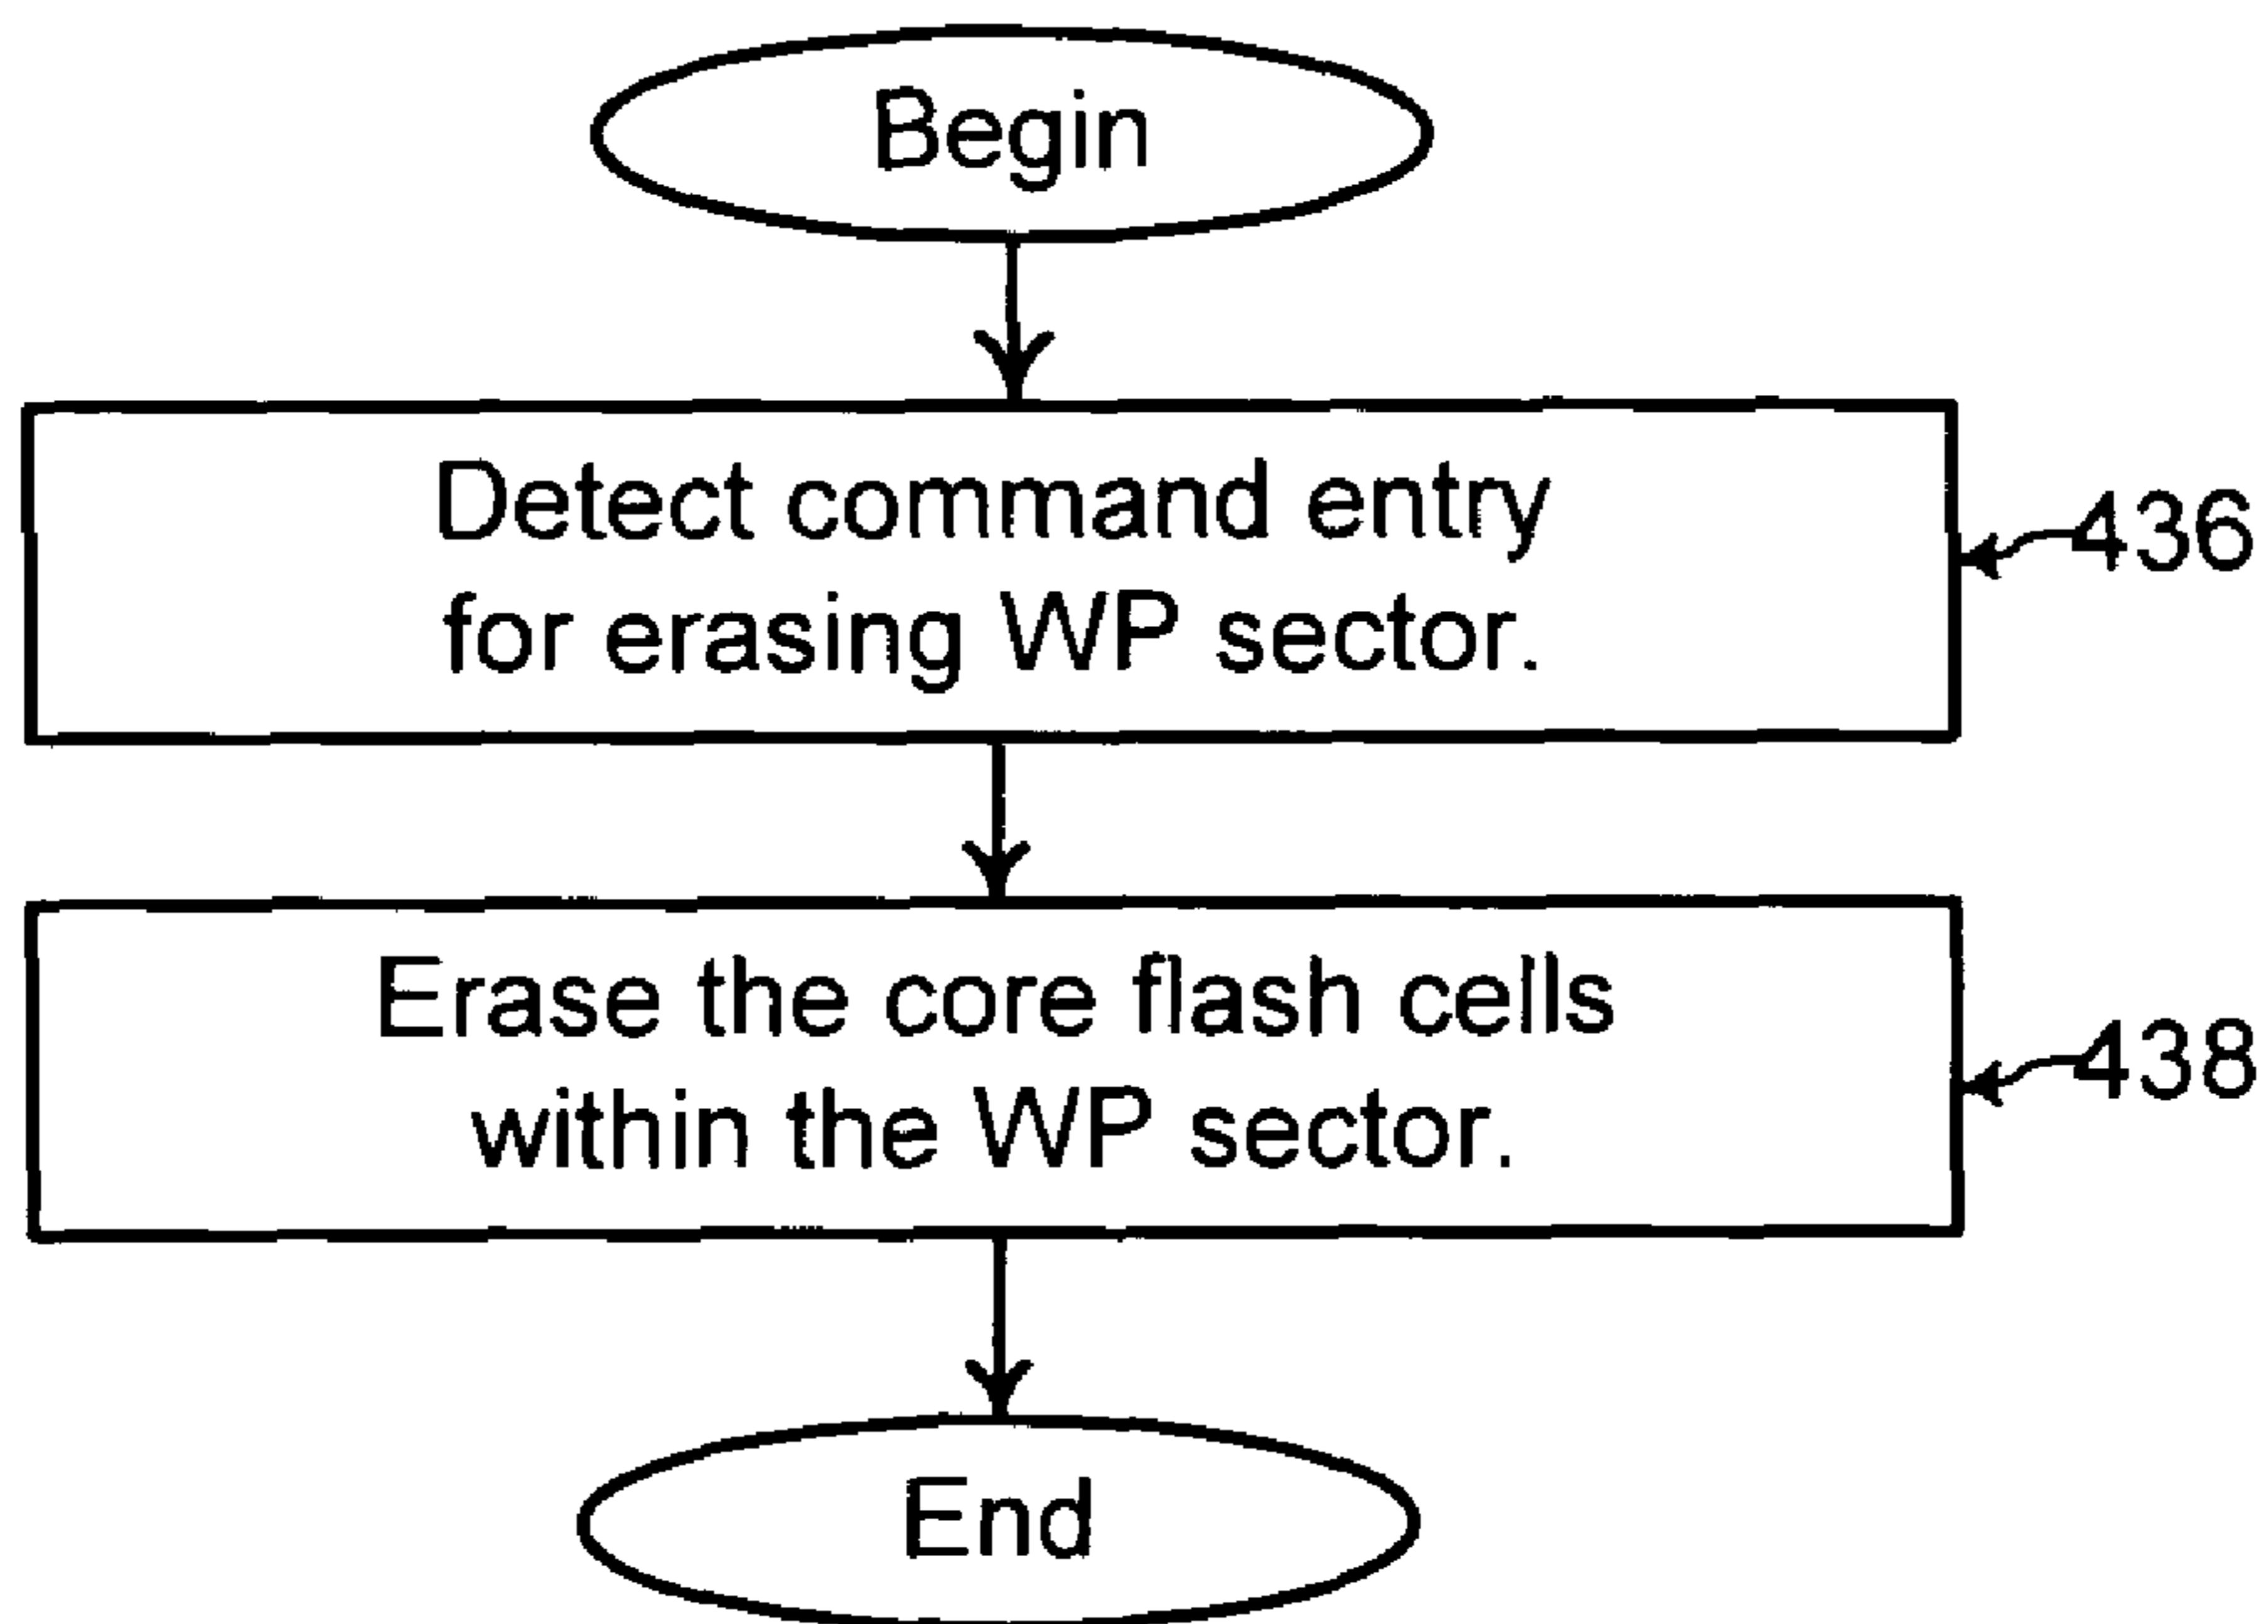 Begin
Detect command entry
for erasing WP sector.
436
Erase the core flash cells
within the WP sector.
438
End